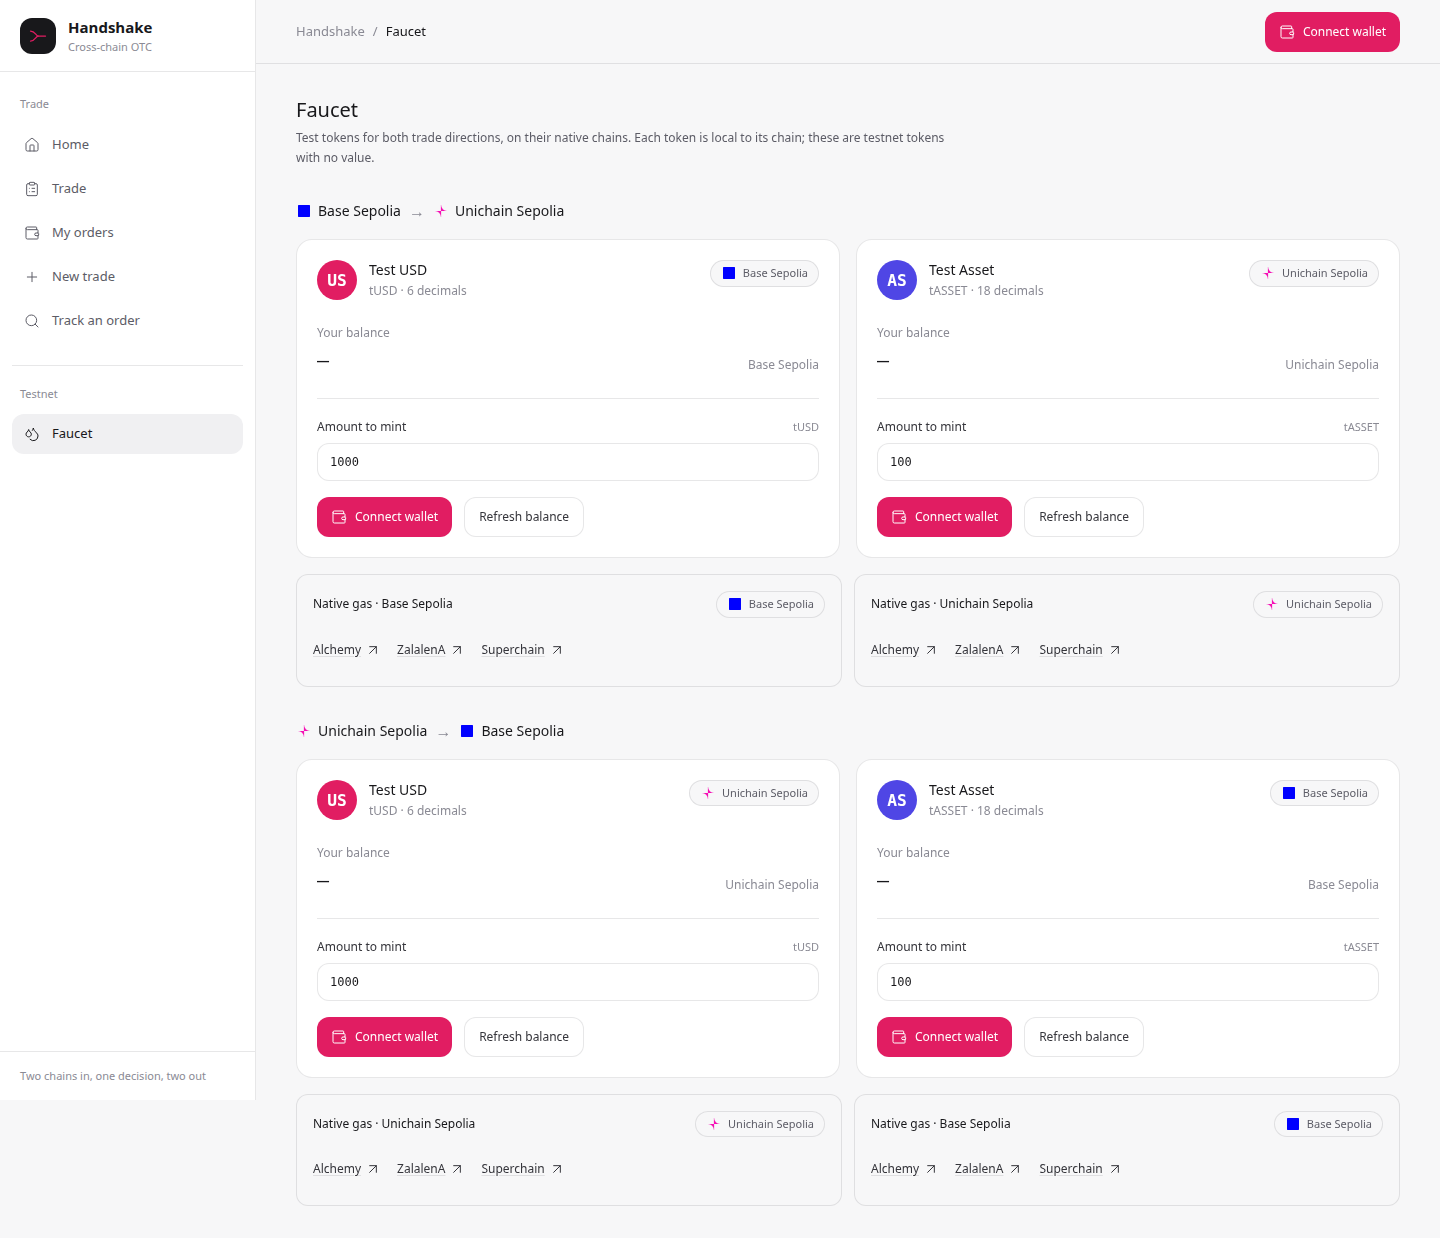 Handshake
Cross-chain OTC
Trade
Home
Trade
My orders
New trade
Track an order
Testnet
Faucet
Two chains in, one decision, two out
Handshake / Faucet
Connect wallet
Faucet
Test tokens for both trade directions, on their native chains. Each token is local to its chain; these are testnet tokens
with no value.
Base Sepolia → Unichain Sepolia
US
Test USD
tUSD · 6 decimals
Base Sepolia
Your balance
—
Base Sepolia
Amount to mint
tUSD
1000
Connect wallet
Refresh balance
AS
Test Asset
tASSET · 18 decimals
Unichain Sepolia
Your balance
—
Unichain Sepolia
Amount to mint
tASSET
100
Connect wallet
Refresh balance
Native gas · Base Sepolia
Base Sepolia
Alchemy
ZalalenA
Superchain
Native gas · Unichain Sepolia
Unichain Sepolia
Alchemy
ZalalenA
Superchain
Unichain Sepolia → Base Sepolia
US
Test USD
tUSD · 6 decimals
Unichain Sepolia
Your balance
—
Unichain Sepolia
Amount to mint
tUSD
1000
Connect wallet
Refresh balance
AS
Test Asset
tASSET · 18 decimals
Base Sepolia
Your balance
—
Base Sepolia
Amount to mint
tASSET
100
Connect wallet
Refresh balance
Native gas · Unichain Sepolia
Unichain Sepolia
Alchemy
ZalalenA
Superchain
Native gas · Base Sepolia
Base Sepolia
Alchemy
ZalalenA
Superchain